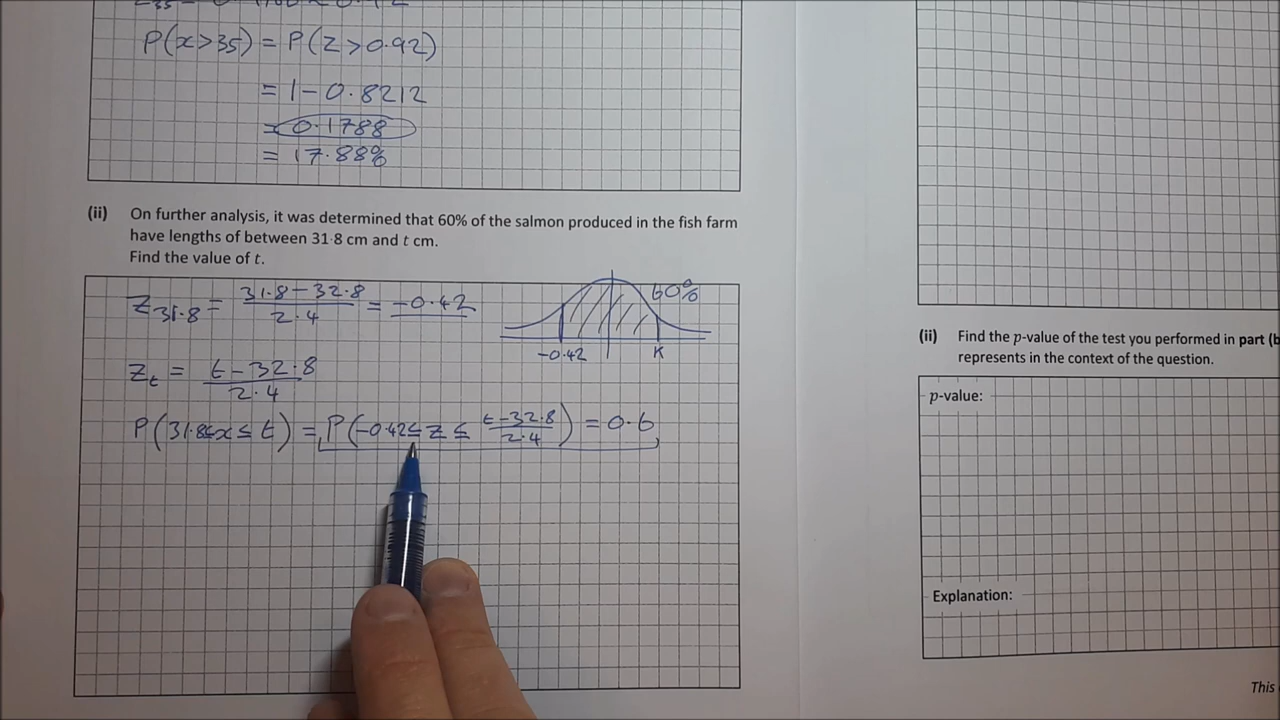 P(x>35) = P(Z>0.92)
= 1-0.8212
= 0.1788
= 17.88%
(ii) On further analysis, it was determined that 60% of the salmon produced in the fish farm
have lengths of between 31·8 cm and t cm.
Find the value of t.
Z31.8 = 31.8-32.8 / 2.4 = -0.42
60%
-0.42 K
Zt = t-32.8 / 2.4
P(31.8≤x≤t) = P(-0.42≤z≤ t-32.8 / 2.4) = 0.6
(ii) Find the p-value of the test you performed in part (b
represents in the context of the question.
p-value:
Explanation:
This